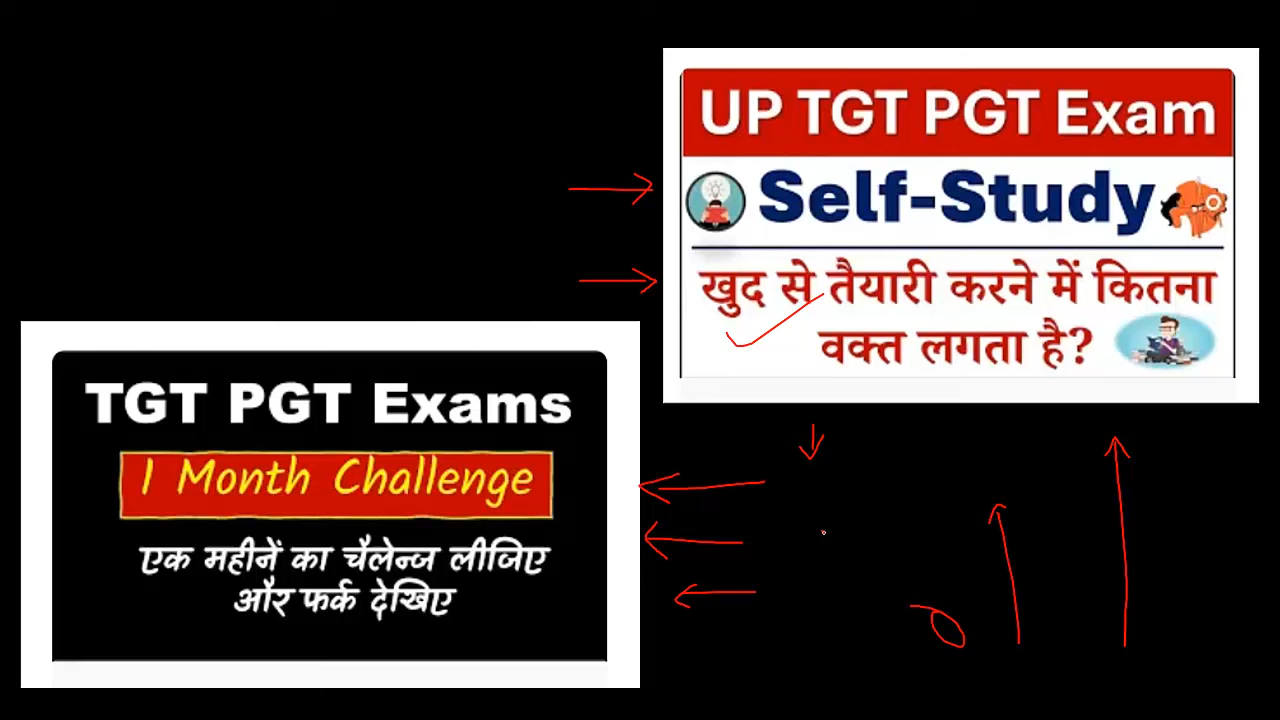 UP TGT PGT Exam
Self-Study
खुद से तैयारी करने में कितना
वक्त लगता है?
TGT PGT Exams
1 Month Challenge
एक महीनें का चैलेन्ज लीजिए
और फर्क देखिए